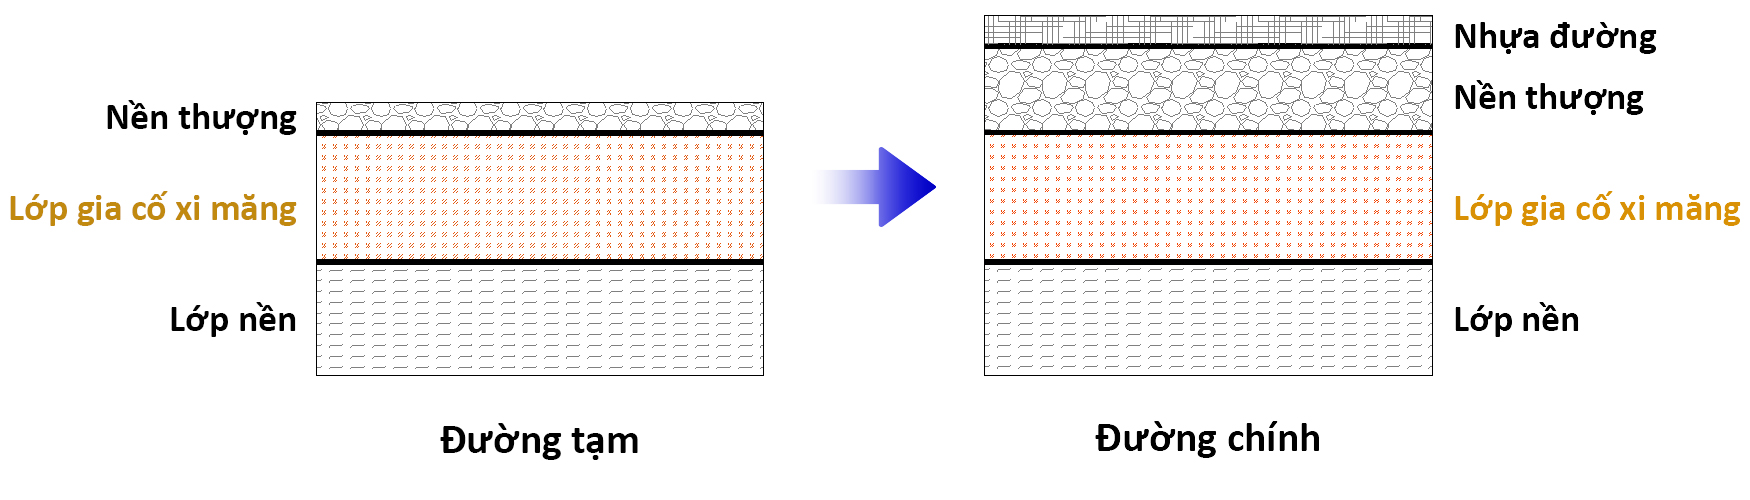 Nền thượng
Lớp gia cố xi măng
Lớp nền
Đường tạm
Nhựa đường
Nền thượng
Lớp gia cố xi măng
Lớp nền
Đường chính